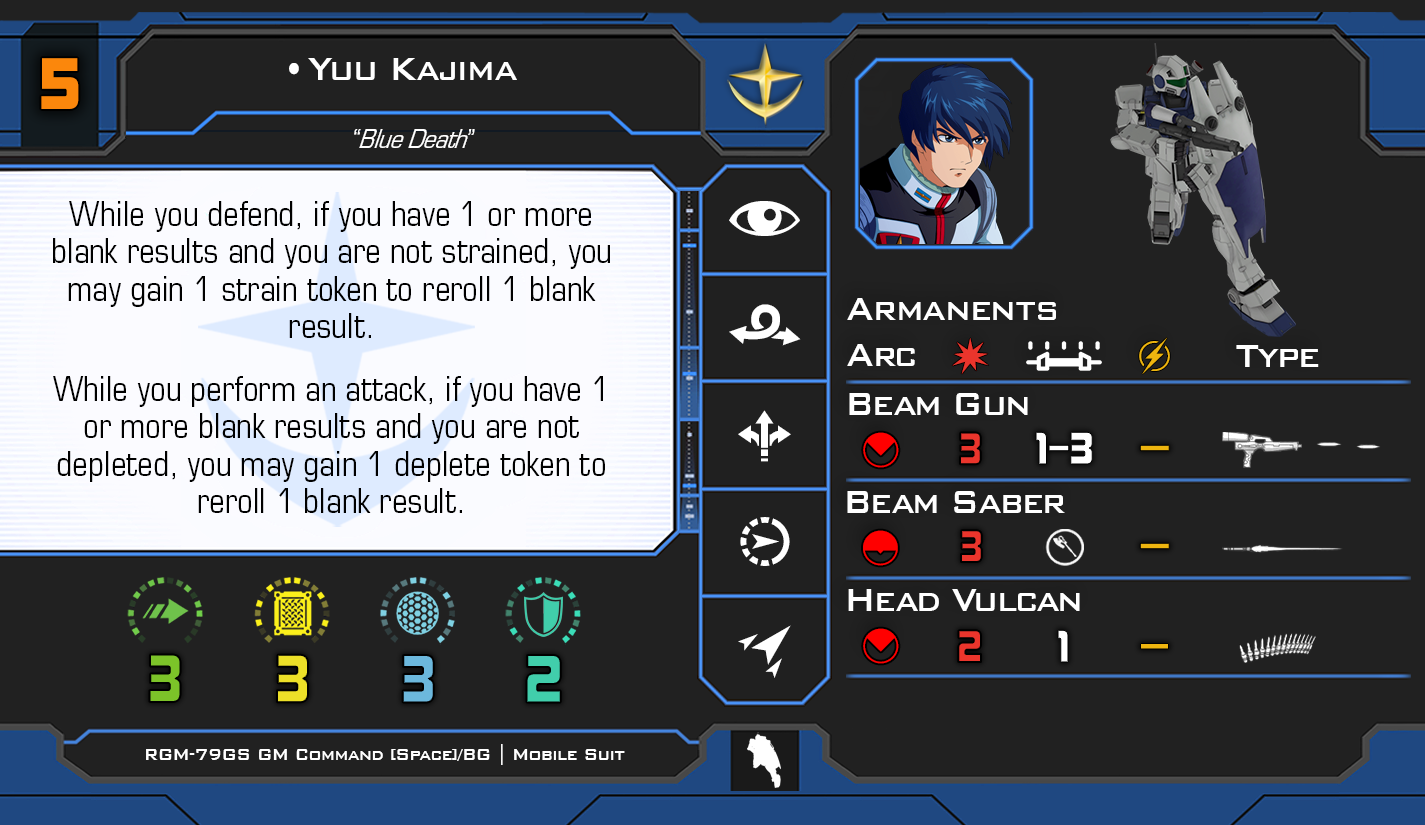 5
• Yuu Kajima
“Blue Death”
While you defend, if you have 1 or more
blank results and you are not strained, you
may gain 1 strain token to reroll 1 blank
result.
While you perform an attack, if you have 1
or more blank results and you are not
depleted, you may gain 1 deplete token to
reroll 1 blank result.
3 3 3 2
RGM-79GS GM Command [Space]/BG | Mobile Suit
Armanents
Arc Type
Beam Gun
3 1–3 –
Beam Saber
3 –
Head Vulcan
2 1 –